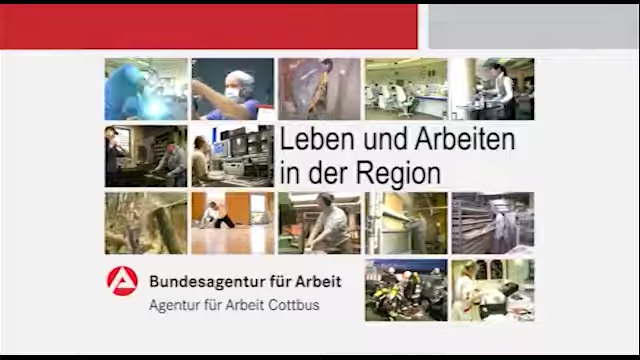 Leben und Arbeiten
in der Region
Bundesagentur für Arbeit
Agentur für Arbeit Cottbus